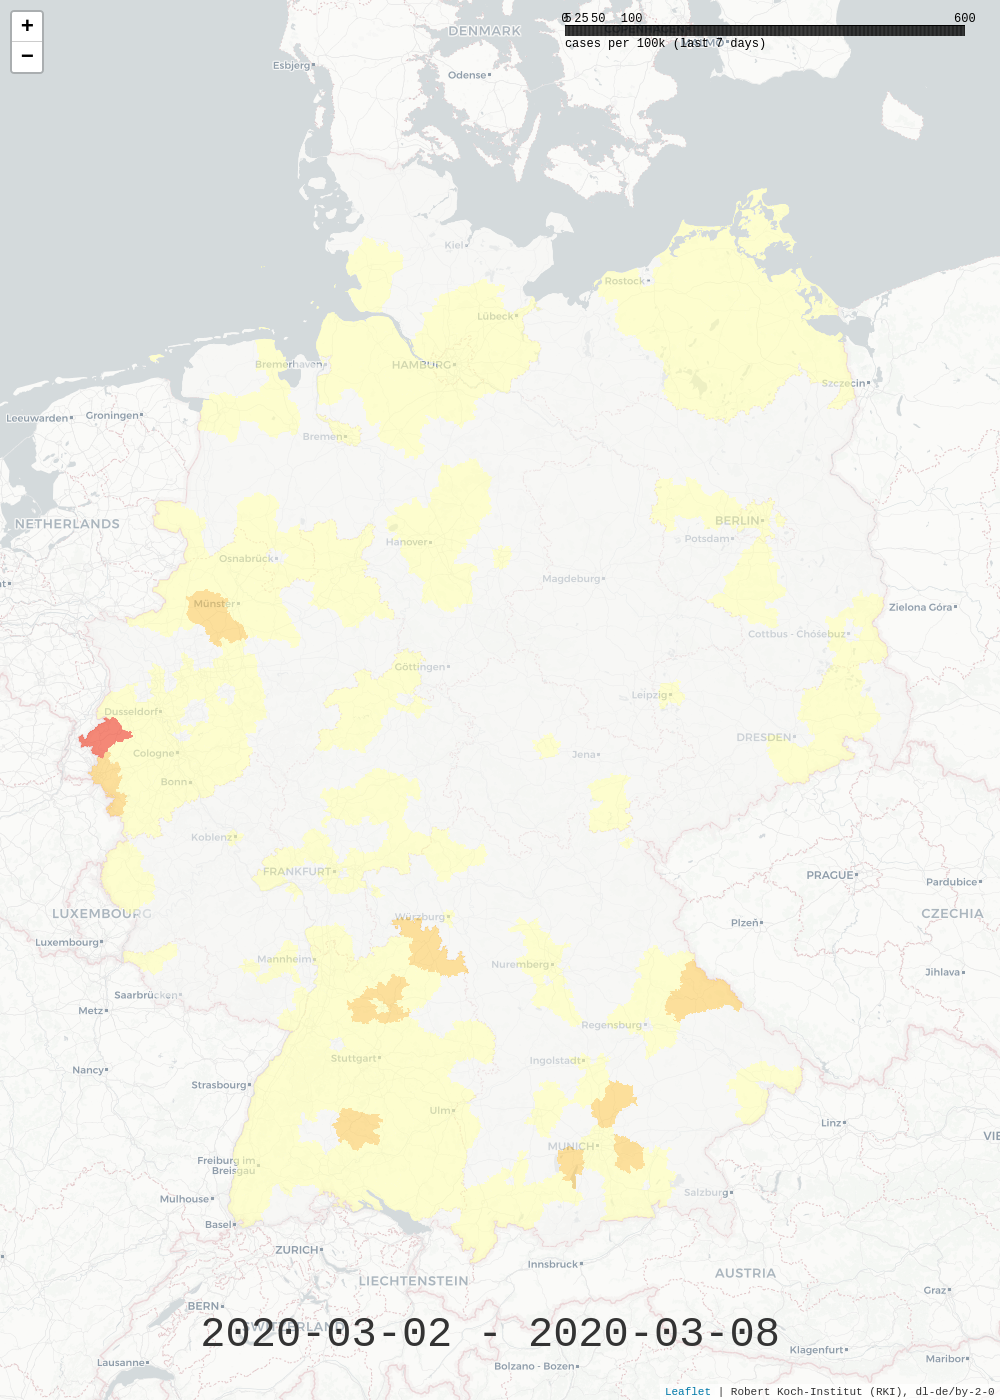 +
−
0 5 25 50 100 600
cases per 100k (last 7 days)
DENMARK
Esbjerg
Odense
Kiel
Rostock
Lübeck
Bremerhaven
HAMBURG
Szczecin
Leeuwarden
Groningen
Bremen
NETHERLANDS
BERLIN
Hanover
Potsdam
Osnabrück
Magdeburg
Münster
Zielona Góra
Cottbus - Chóśebuz
Göttingen
Leipzig
Dusseldorf
DRESDEN
Cologne
Jena
Bonn
Koblenz
FRANKFURT
PRAGUE
Pardubice
LUXEMBOURG
Würzburg
CZECHIA
Plzeň
Luxembourg
Mannheim
Nuremberg
Jihlava
Saarbrücken
Metz
Regensburg
Stuttgart
Ingolstadt
Nancy
Strasbourg
Ulm
Linz
VIE
MUNICH
Freiburg im
Breisgau
Mulhouse
Salzburg
Basel
ZURICH
Innsbruck
LIECHTENSTEIN
AUSTRIA
Graz
BERN
SWITZERLAND
2020-03-02 - 2020-03-08
Klagenfurt
Lausanne
Bolzano - Bozen
Maribor
Leaflet | Robert Koch-Institut (RKI), dl-de/by-2-0